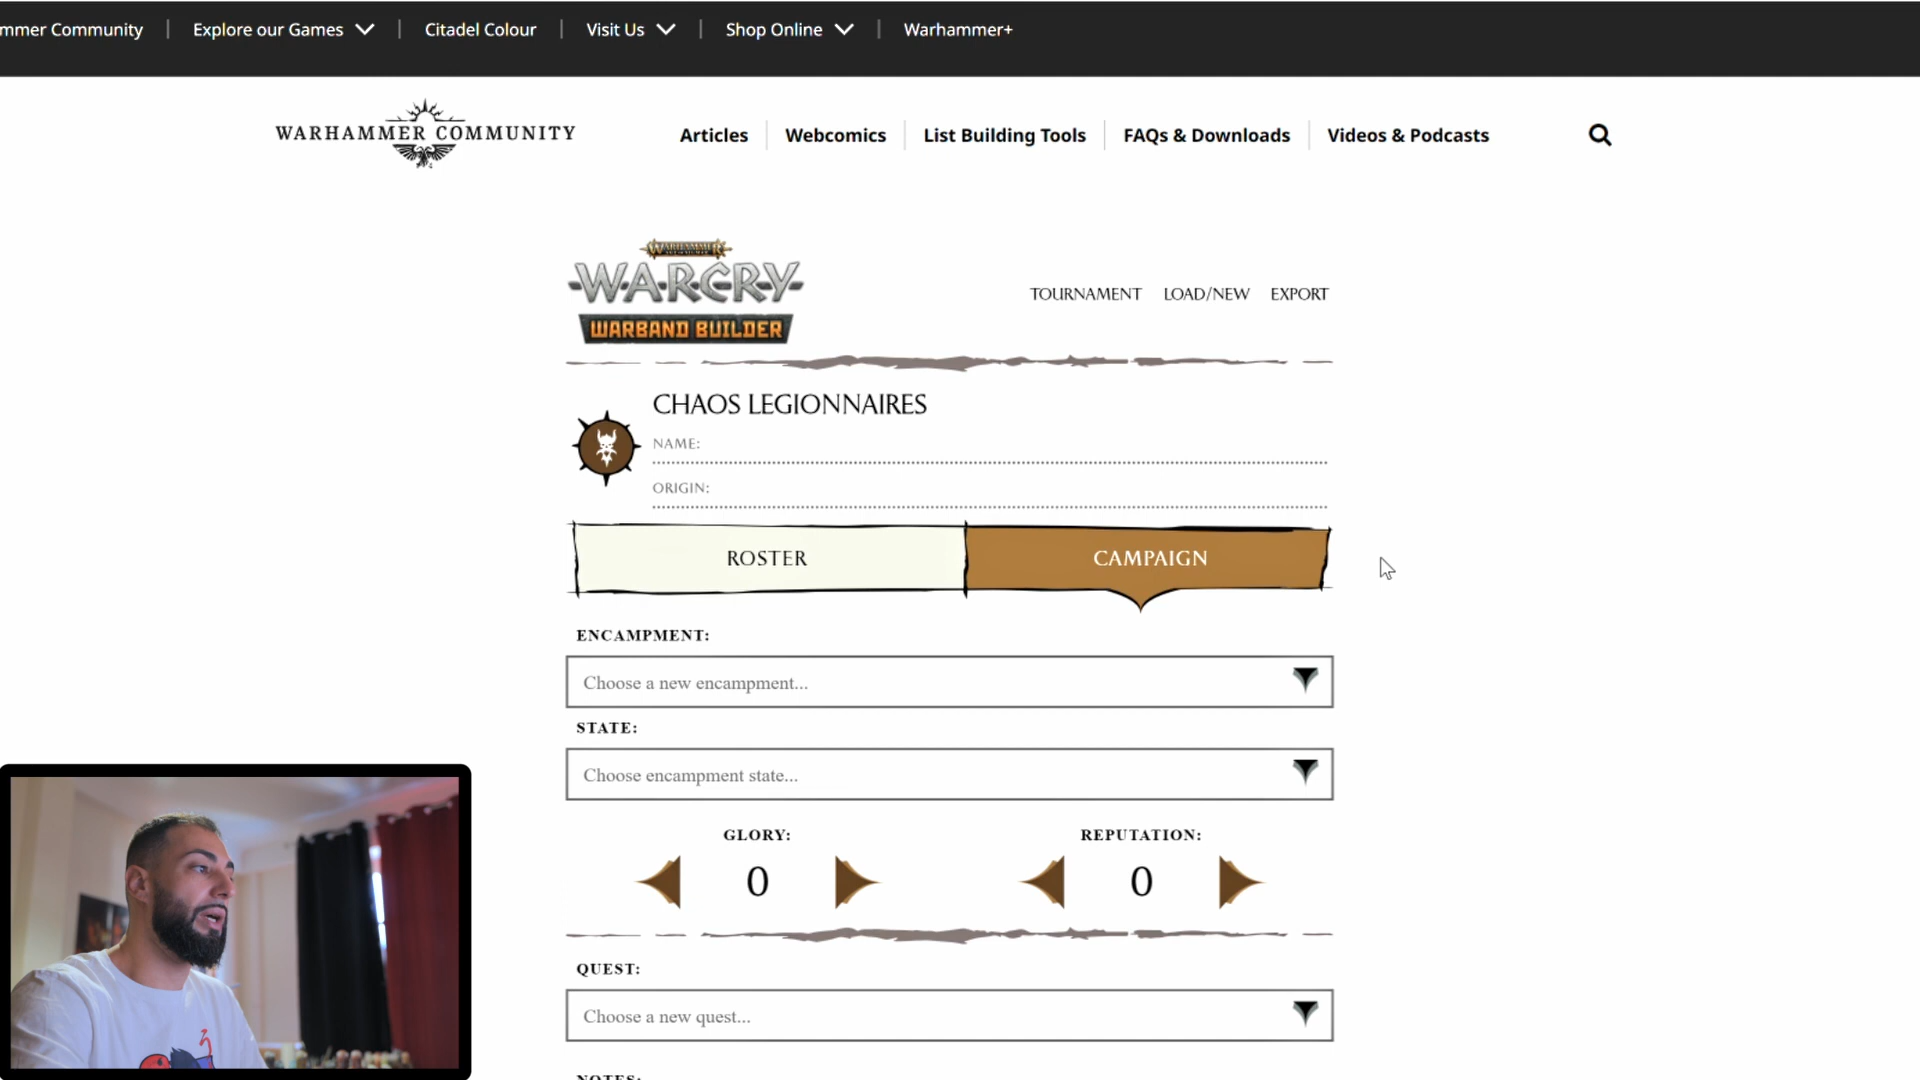 mmer Community | Explore our Games | Citadel Colour | Visit Us | Shop Online | Warhammer+
WARHAMMER COMMUNITY
Articles | Webcomics | List Building Tools | FAQs & Downloads | Videos & Podcasts
WARHAMMER
WARCRY
WARBAND BUILDER
TOURNAMENT LOAD/NEW EXPORT
CHAOS LEGIONNAIRES
NAME:
ORIGIN:
ROSTER CAMPAIGN
ENCAMPMENT:
Choose a new encampment...
STATE:
Choose encampment state...
GLORY: REPUTATION:
0 0
QUEST:
Choose a new quest...
NOTES: